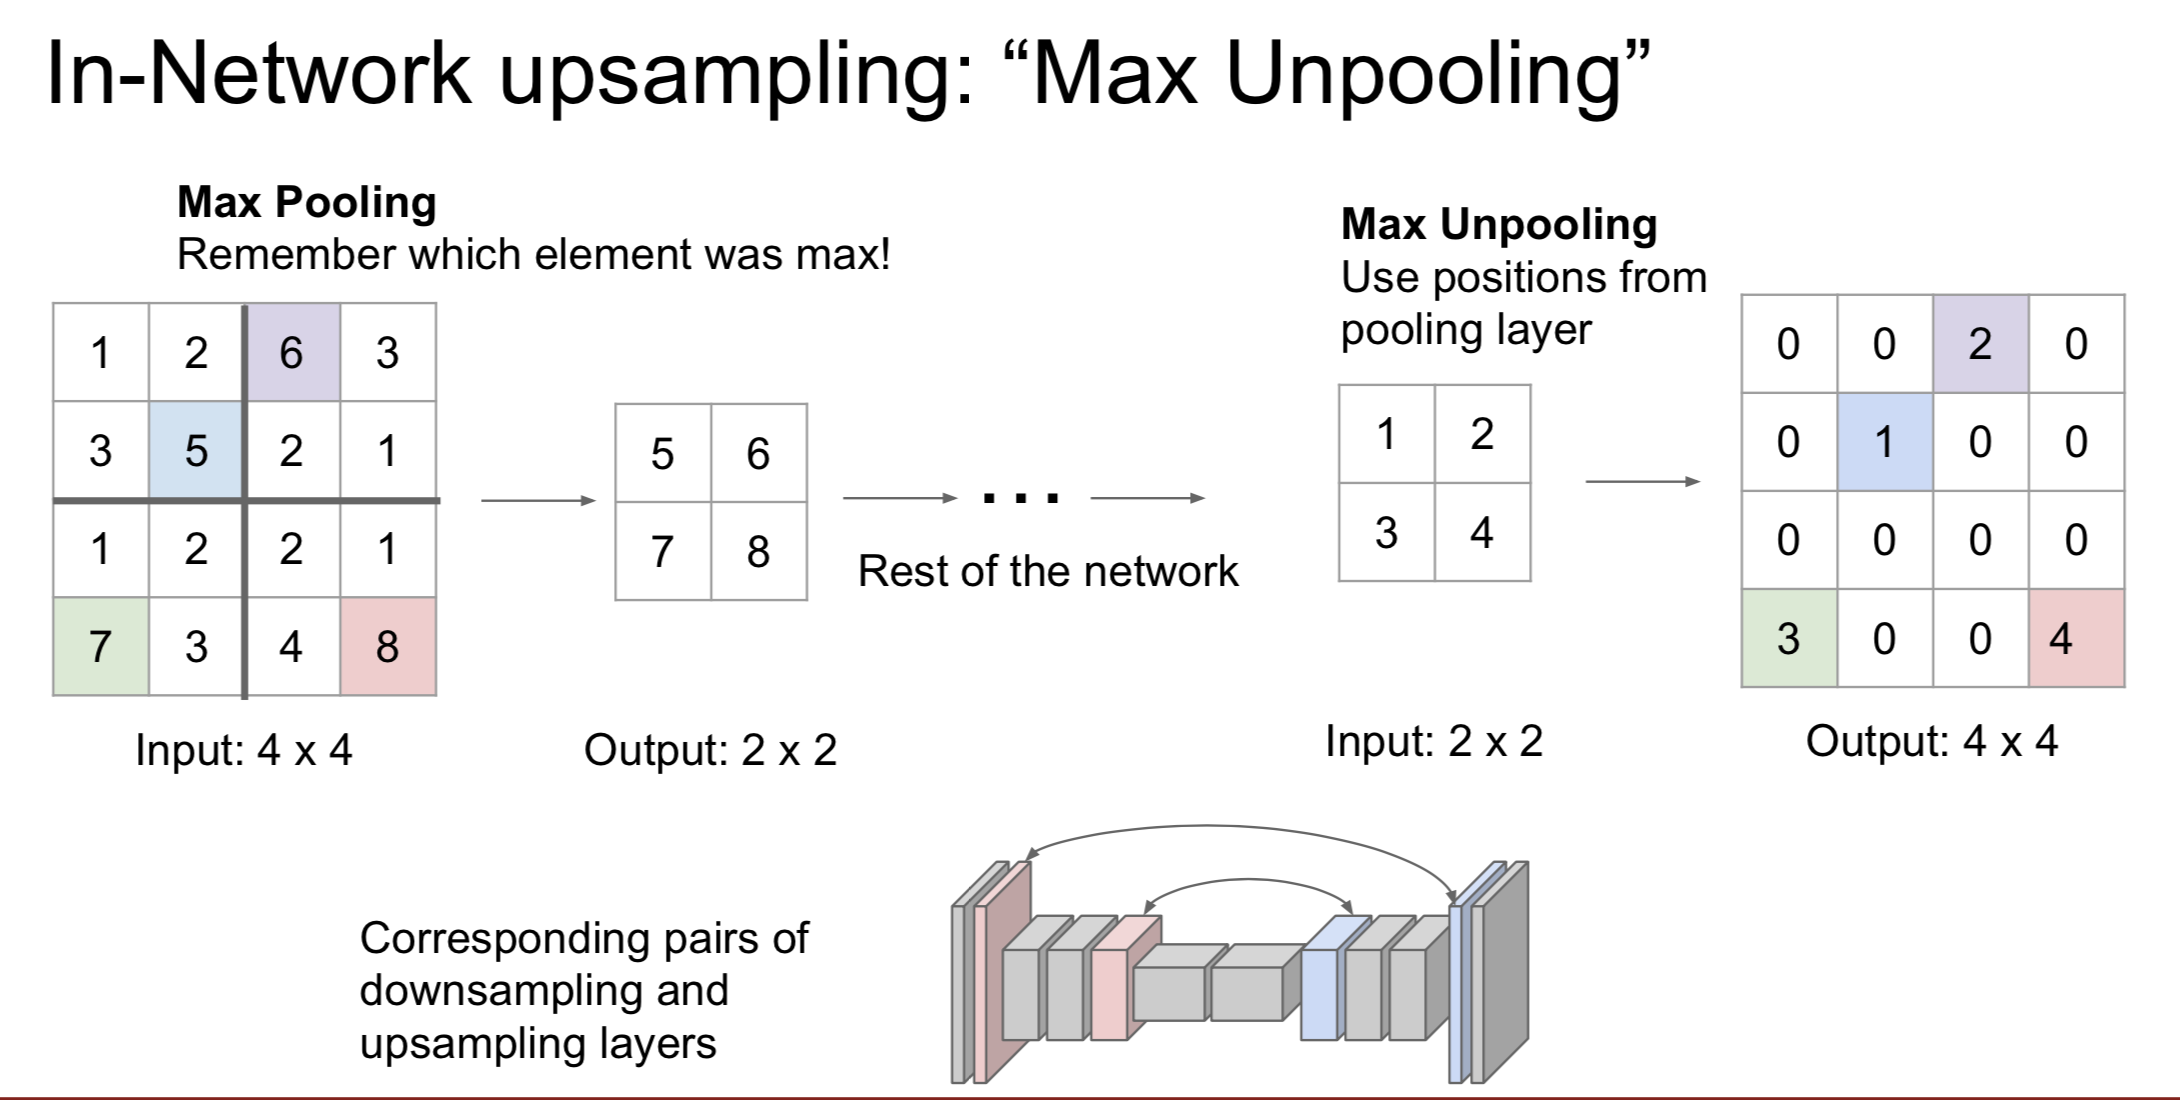 In-Network upsampling: “Max Unpooling”
Max Pooling
Remember which element was max!
1 2 6 3
3 5 2 1
1 2 2 1
7 3 4 8
Input: 4 x 4
5 6
7 8
Output: 2 x 2
...
Rest of the network
Max Unpooling
Use positions from
pooling layer
1 2
3 4
Input: 2 x 2
0 0 2 0
0 1 0 0
0 0 0 0
3 0 0 4
Output: 4 x 4
Corresponding pairs of
downsampling and
upsampling layers